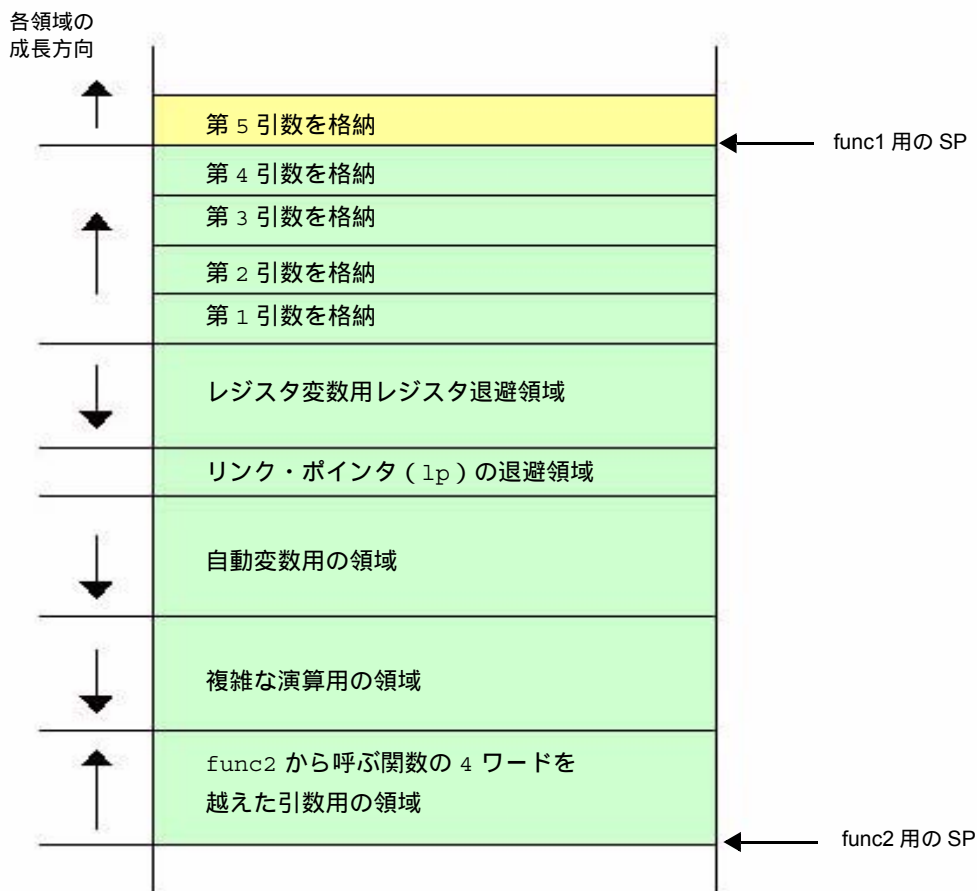 各領域の
成長方向
第 5 引数を格納
func1 用の SP
第 4 引数を格納
第 3 引数を格納
第 2 引数を格納
第 1 引数を格納
レジスタ変数用レジスタ退避領域
リンク・ポインタ ( lp ) の退避領域
自動変数用の領域
複雑な演算用の領域
func2 から呼ぶ関数の 4 ワードを
越えた引数用の領域
func2 用の SP